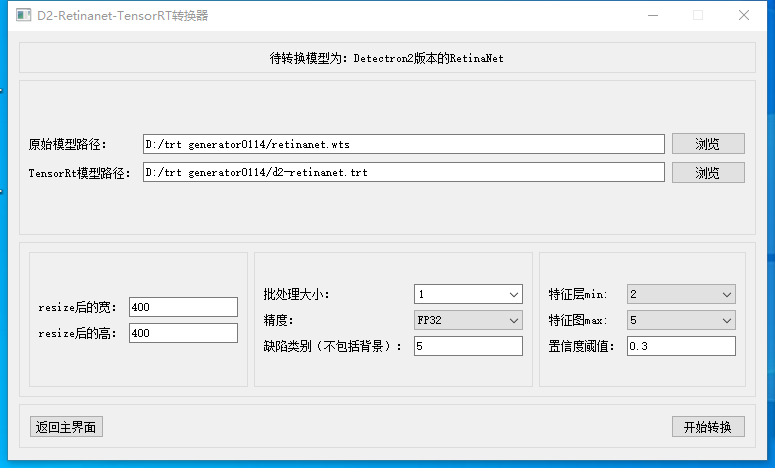 D2-Retinanet-TensorRT转换器
待转换模型为：Detectron2版本的RetinaNet
原始模型路径： D:/trt generator0114/retinanet.wts 浏览
TensorRt模型路径： D:/trt generator0114/d2-retinanet.trt 浏览
resize后的宽： 400
resize后的高： 400
批处理大小： 1
精度： FP32
缺陷类别（不包括背景）： 5
特征层min: 2
特征图max: 5
置信度阈值： 0.3
返回主界面
开始转换